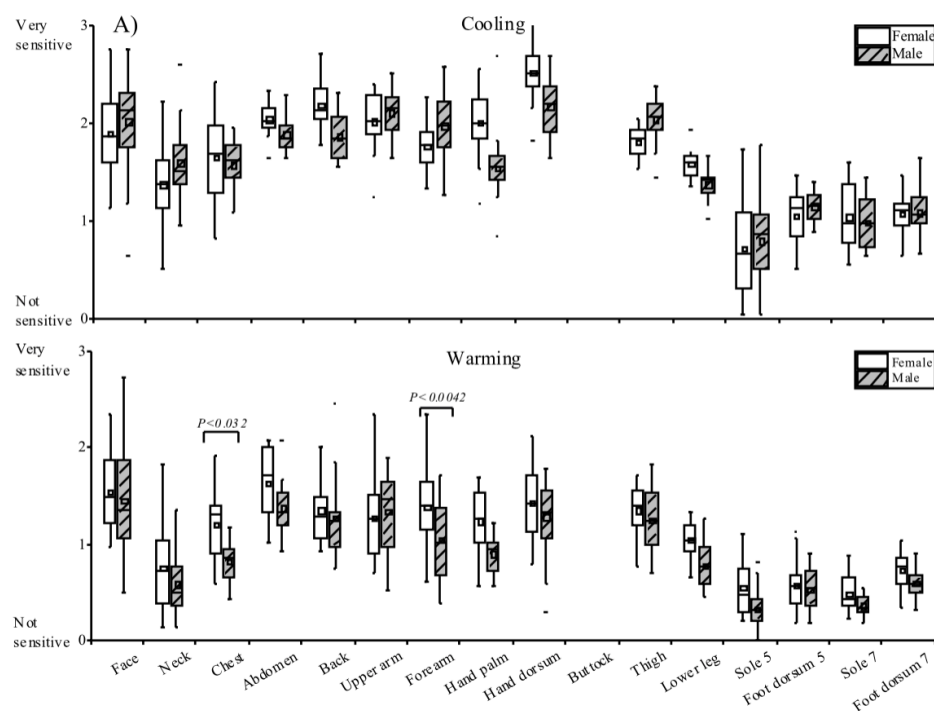 A)
Cooling
Very
sensitive
3
2
1
Not
sensitive
0
Female
Male
Warming
Very
sensitive
3
2
1
Not
sensitive
0
Female
Male
P<0.032
P<0.0042
Face
Neck
Chest
Abdomen
Back
Upper arm
Forearm
Hand palm
Hand dorsum
Buttock
Thigh
Lower leg
Sole 5
Foot dorsum 5
Sole 7
Foot dorsum 7